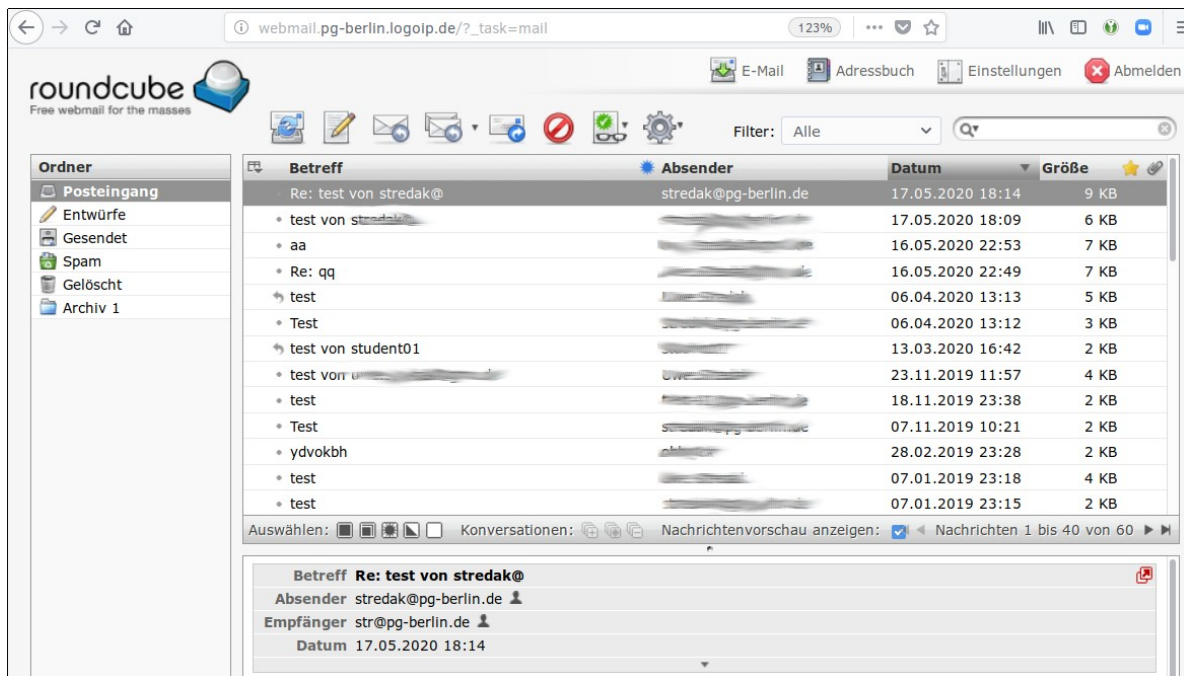 webmail.pg-berlin.logoip.de/?_task=mail 123%
roundcube
Free webmail for the masses
E-Mail Adressbuch Einstellungen Abmelden
Filter: Alle
Ordner
Posteingang
Entwürfe
Gesendet
Spam
Gelöscht
Archiv 1
Betreff Absender Datum Größe
Re: test von stredak@ stredak@pg-berlin.de 17.05.2020 18:14 9 KB
test von 17.05.2020 18:09 6 KB
aa 16.05.2020 22:53 7 KB
Re: qq 16.05.2020 22:49 7 KB
test 06.04.2020 13:13 5 KB
Test 06.04.2020 13:12 3 KB
test von student01 13.03.2020 16:42 2 KB
test von 23.11.2019 11:57 4 KB
test 18.11.2019 23:38 2 KB
Test 07.11.2019 10:21 2 KB
ydvokbh 28.02.2019 23:28 2 KB
test 07.01.2019 23:18 4 KB
test 07.01.2019 23:15 2 KB
Auswählen: Konversationen: Nachrichtenvorschau anzeigen: Nachrichten 1 bis 40 von 60
Betreff Re: test von stredak@
Absender stredak@pg-berlin.de
Empfänger str@pg-berlin.de
Datum 17.05.2020 18:14